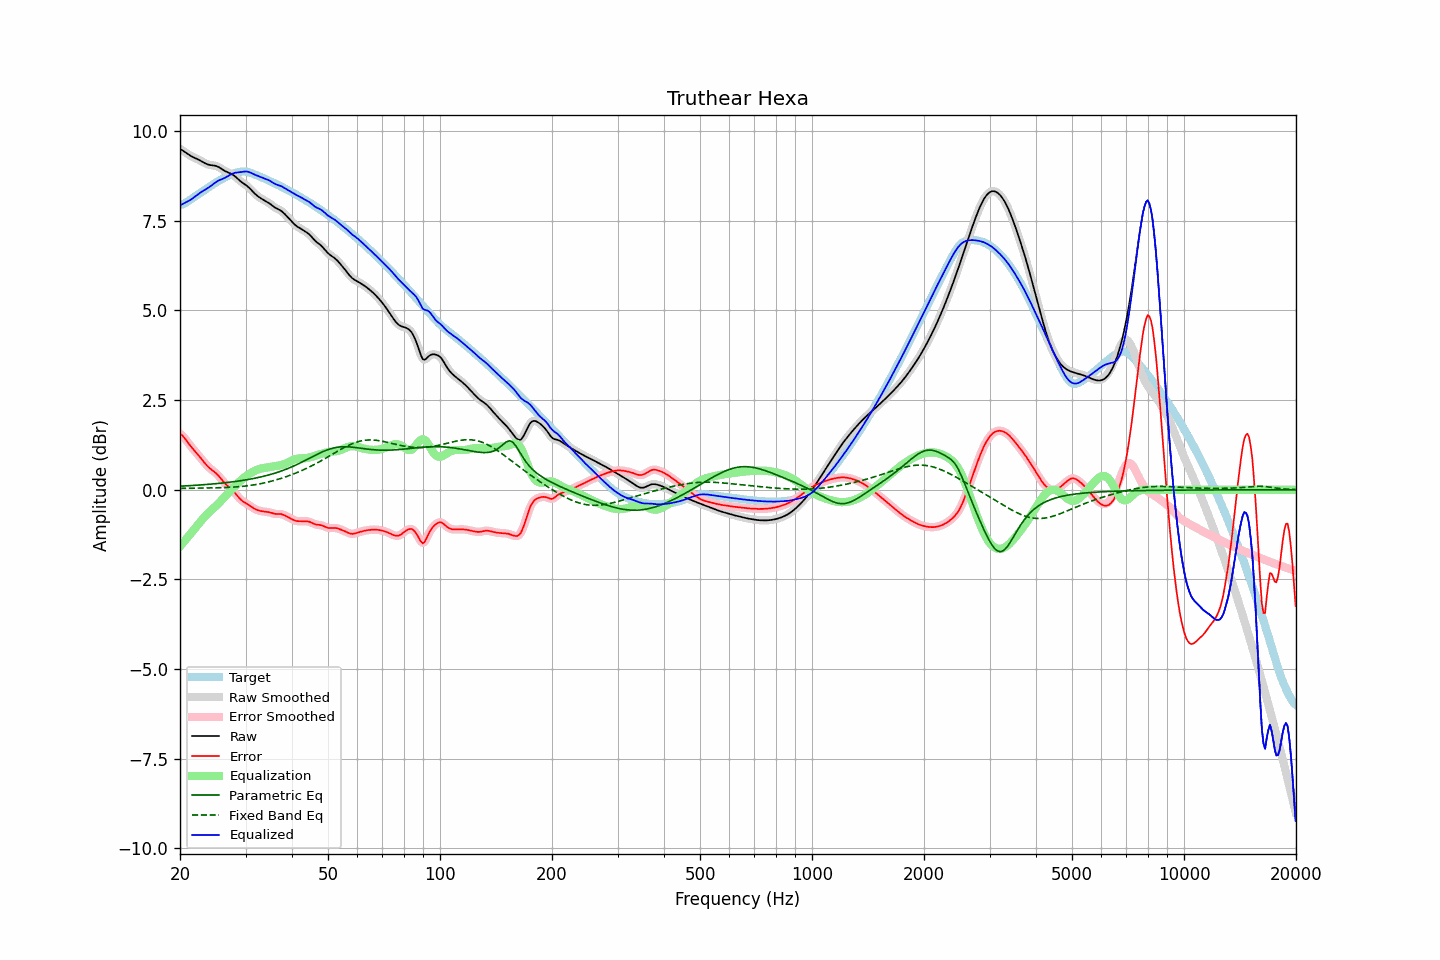 Truthear Hexa
10.0
7.5
5.0
2.5
0.0
−2.5
−5.0
−7.5
−10.0
Amplitude (dBr)
Target
Raw Smoothed
Error Smoothed
Raw
Error
Equalization
Parametric Eq
Fixed Band Eq
Equalized
20 50 100 200 500 1000 2000 5000 10000 20000
Frequency (Hz)